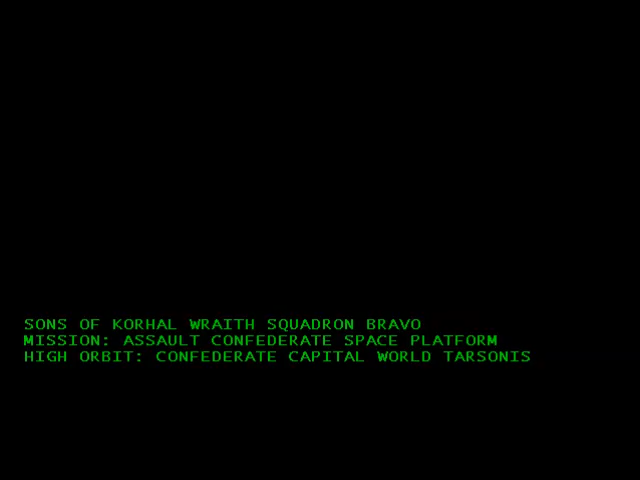 SONS OF KORHAL WRAITH SQUADRON BRAVO
MISSION: ASSAULT CONFEDERATE SPACE PLATFORM
HIGH ORBIT: CONFEDERATE CAPITAL WORLD TARSONIS